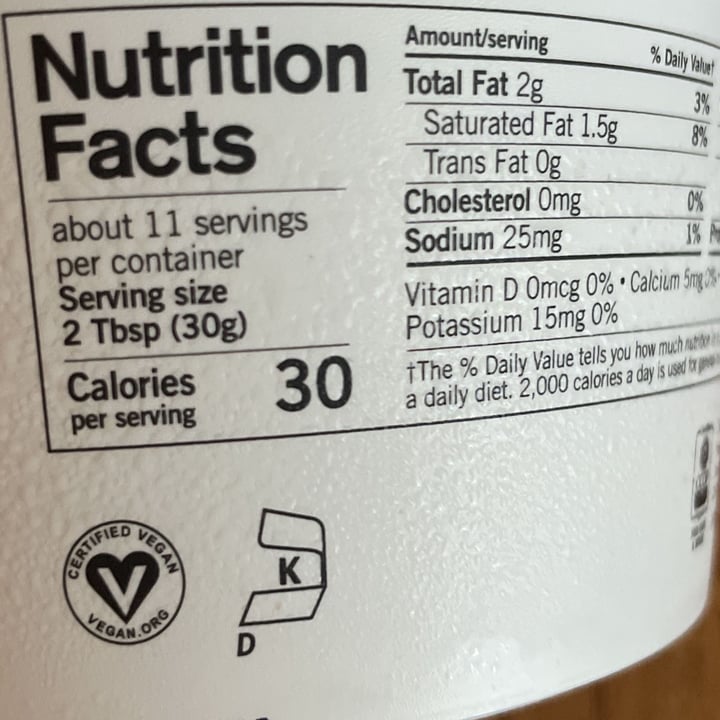 Nutrition
Facts
about 11 servings
per container
Serving size
2 Tbsp (30g)
Calories 30
per serving
Amount/serving % Daily Value†
Total Fat 2g 3%
Saturated Fat 1.5g 8%
Trans Fat 0g
Cholesterol 0mg 0%
Sodium 25mg 1%
Vitamin D 0mcg 0% • Calcium 5mg 0%
Potassium 15mg 0%
†The % Daily Value tells you how much nutrition
a daily diet. 2,000 calories a day is used for
CERTIFIED VEGAN
V
VEGAN.ORG
K
D